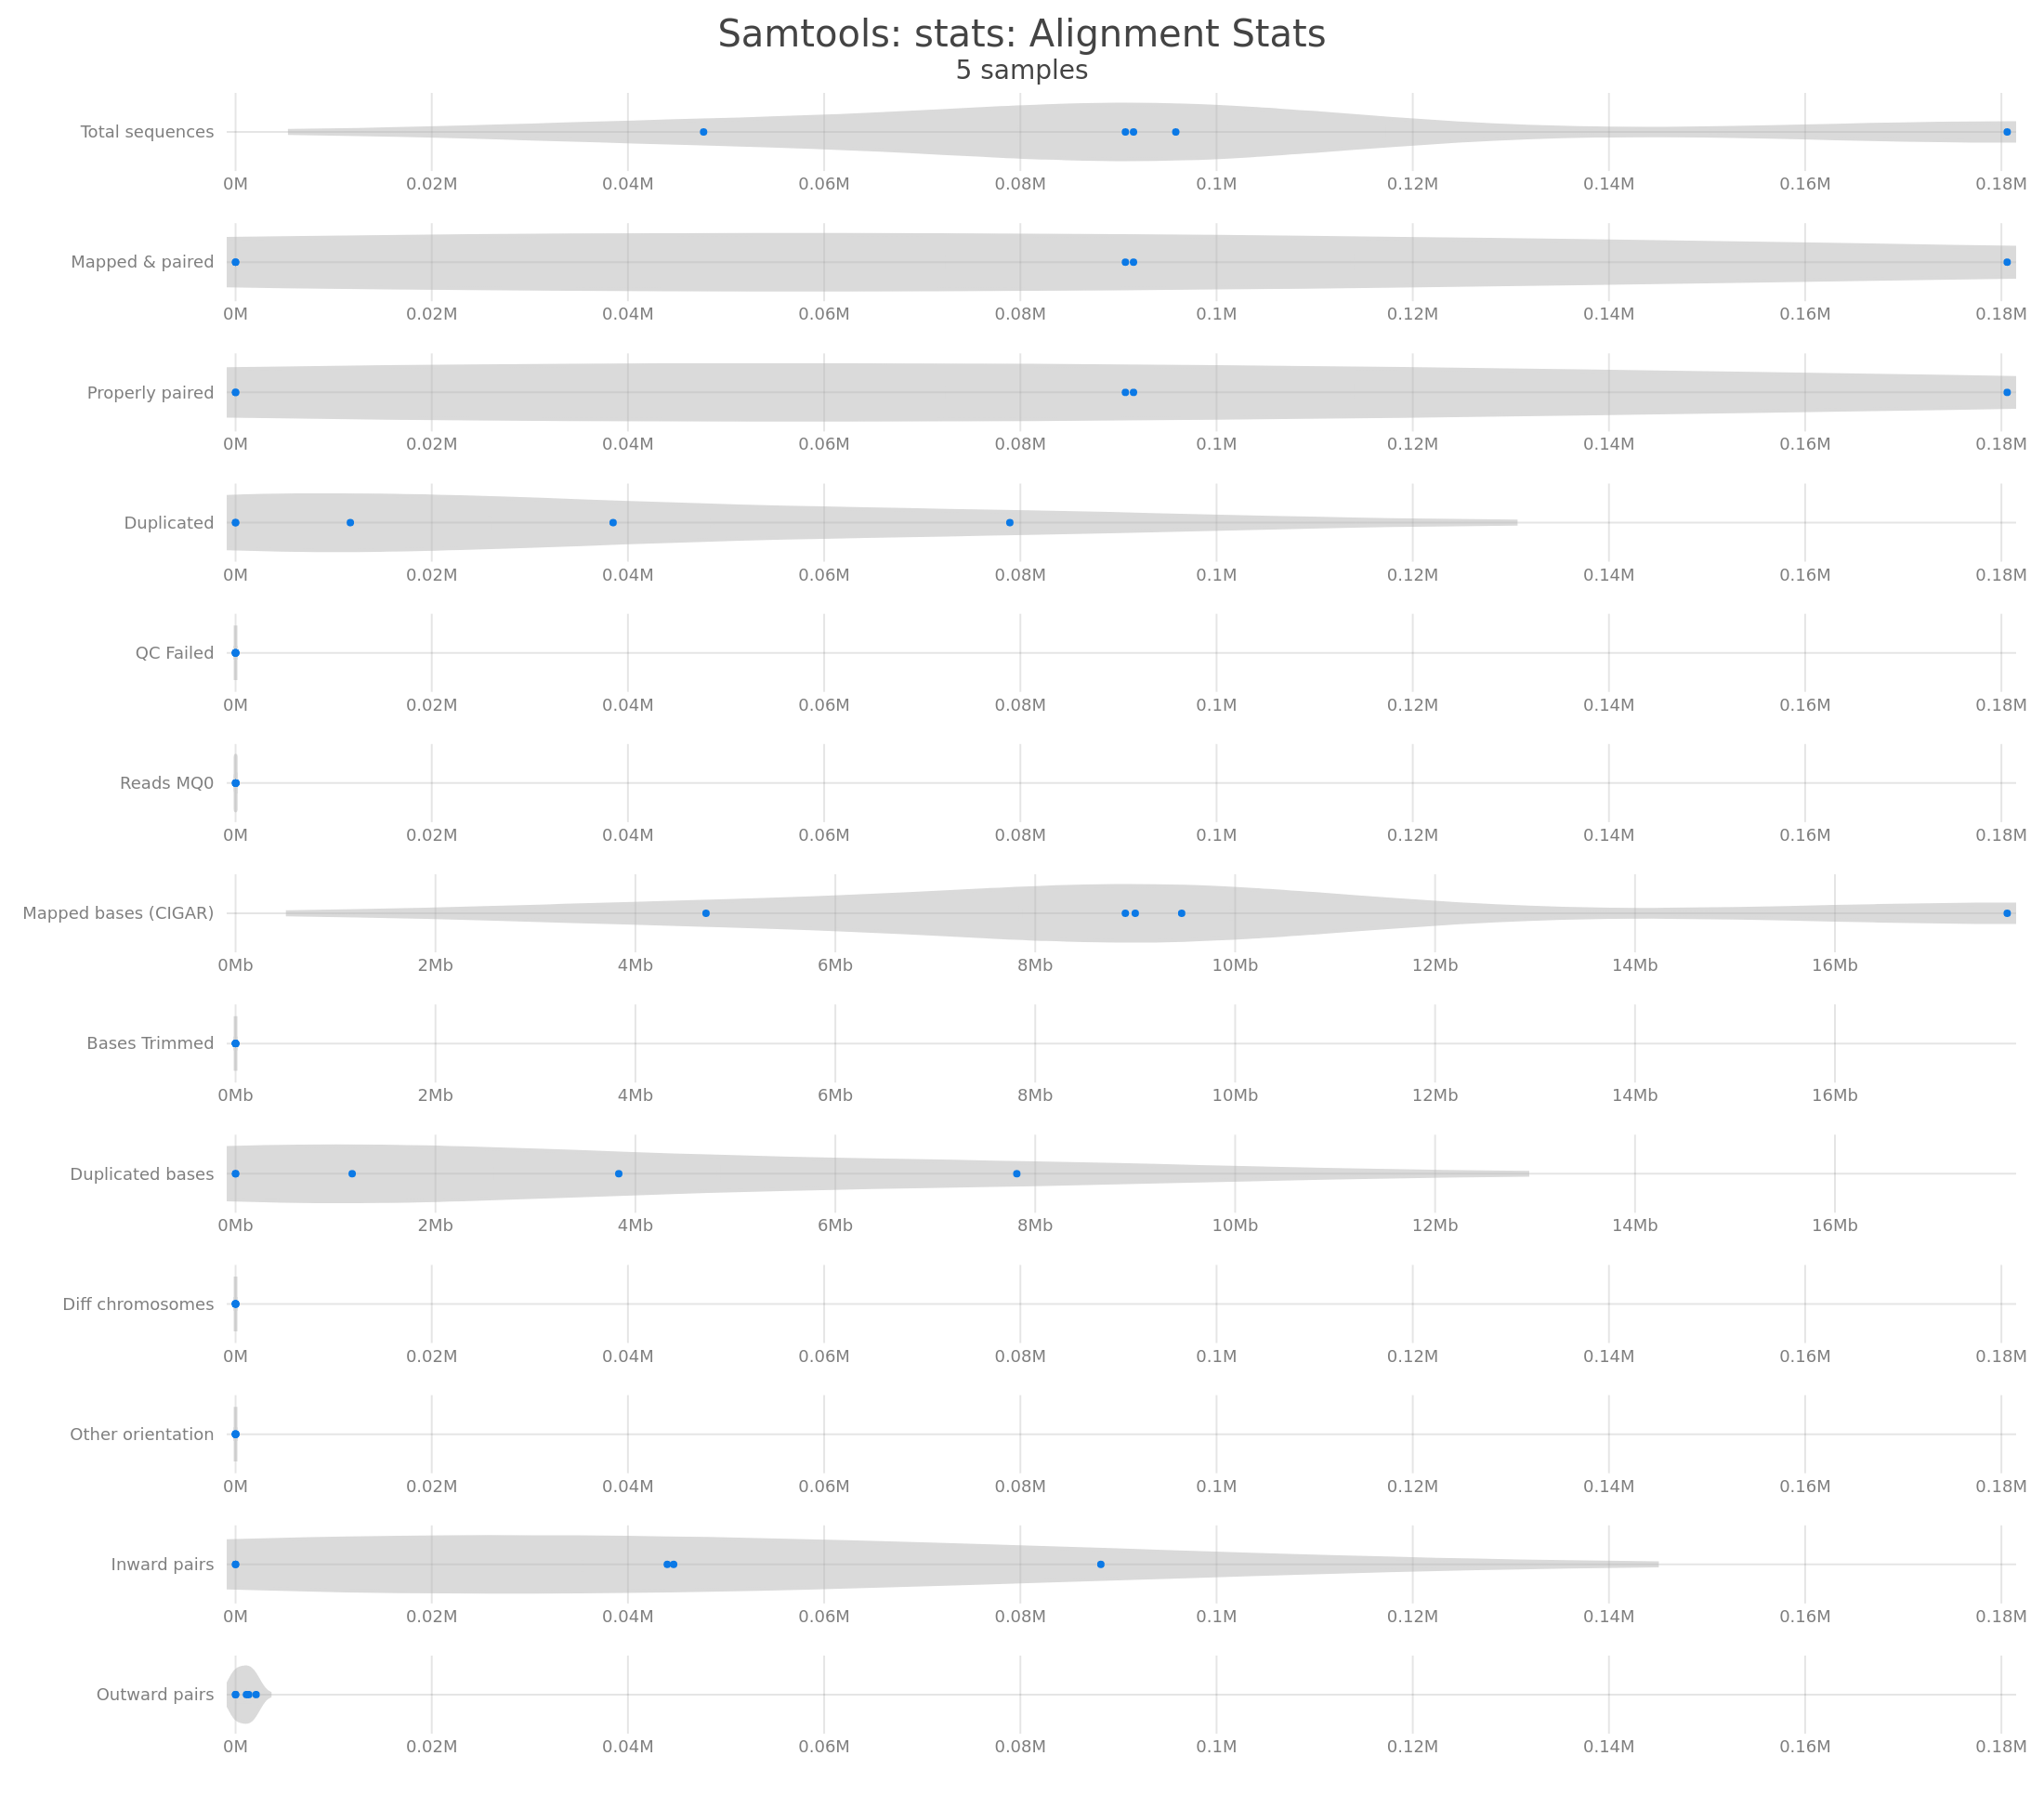 Samtools: stats: Alignment Stats
5 samples
Total sequences
0M 0.02M 0.04M 0.06M 0.08M 0.1M 0.12M 0.14M 0.16M 0.18M
Mapped & paired
0M 0.02M 0.04M 0.06M 0.08M 0.1M 0.12M 0.14M 0.16M 0.18M
Properly paired
0M 0.02M 0.04M 0.06M 0.08M 0.1M 0.12M 0.14M 0.16M 0.18M
Duplicated
0M 0.02M 0.04M 0.06M 0.08M 0.1M 0.12M 0.14M 0.16M 0.18M
QC Failed
0M 0.02M 0.04M 0.06M 0.08M 0.1M 0.12M 0.14M 0.16M 0.18M
Reads MQ0
0M 0.02M 0.04M 0.06M 0.08M 0.1M 0.12M 0.14M 0.16M 0.18M
Mapped bases (CIGAR)
0Mb 2Mb 4Mb 6Mb 8Mb 10Mb 12Mb 14Mb 16Mb
Bases Trimmed
0Mb 2Mb 4Mb 6Mb 8Mb 10Mb 12Mb 14Mb 16Mb
Duplicated bases
0Mb 2Mb 4Mb 6Mb 8Mb 10Mb 12Mb 14Mb 16Mb
Diff chromosomes
0M 0.02M 0.04M 0.06M 0.08M 0.1M 0.12M 0.14M 0.16M 0.18M
Other orientation
0M 0.02M 0.04M 0.06M 0.08M 0.1M 0.12M 0.14M 0.16M 0.18M
Inward pairs
0M 0.02M 0.04M 0.06M 0.08M 0.1M 0.12M 0.14M 0.16M 0.18M
Outward pairs
0M 0.02M 0.04M 0.06M 0.08M 0.1M 0.12M 0.14M 0.16M 0.18M